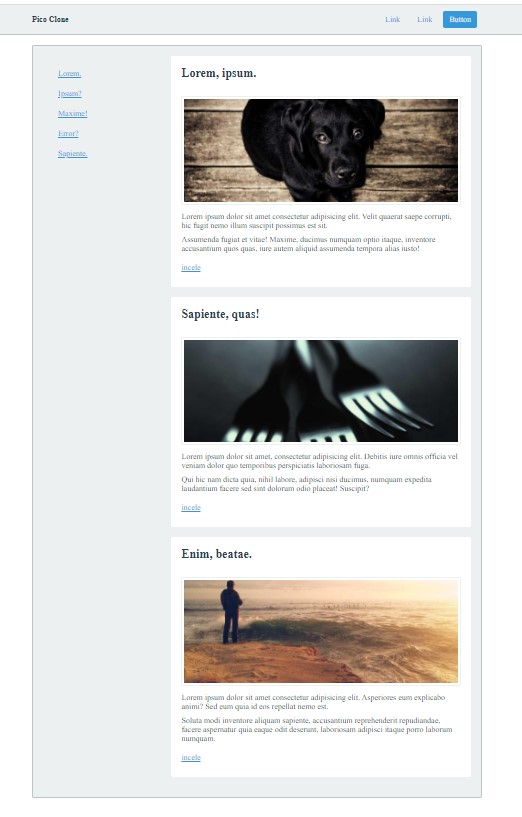 Pico Clone
Link
Link
Button
Lorem.
Ipsum?
Maxime!
Error?
Sapiente.
Lorem, ipsum.
Lorem ipsum dolor sit amet consectetur adipisicing elit. Velit quaerat saepe corrupti,
hic fugit nemo illum suscipit possimus est sit.
Assumenda fugiat et vitae! Maxime, ducimus numquam optio itaque, inventore
accusantium quos quas, iure autem aliquid assumenda tempora alias iusto!
incele
Sapiente, quas!
Lorem ipsum dolor sit amet, consectetur adipisicing elit. Debitis iure omnis officia vel
veniam dolor quo temporibus perspiciatis laboriosam fuga.
Qui hic nam dicta quia, nihil labore, adipisci nisi ducimus, numquam expedita
laudantium facere sed sint dolorum odio placeat! Suscipit?
incele
Enim, beatae.
Lorem ipsum dolor sit amet consectetur adipisicing elit. Asperiores eum explicabo
animi? Sed eum quia id eos repellat nemo est.
Soluta modi inventore aliquam sapiente, accusantium reprehenderit repudiandae,
facere aspernatur quia eaque odit deserunt, laboriosam adipisci itaque porro laborum
numquam.
incele